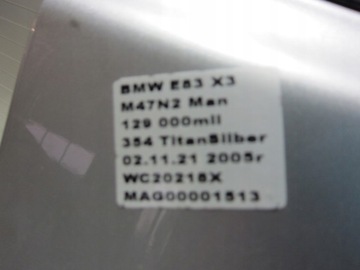 BMW E83 X3
M47N2 Man
129 000mil
354 TitanSilber
02.11.21 2005r
WC20218X
MAG00001513